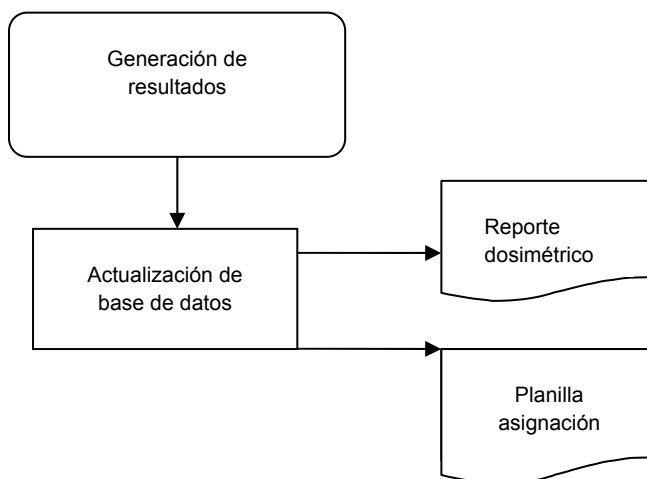 Generación de
resultados
Actualización de
base de datos
Reporte
dosimétrico
Planilla
asignación